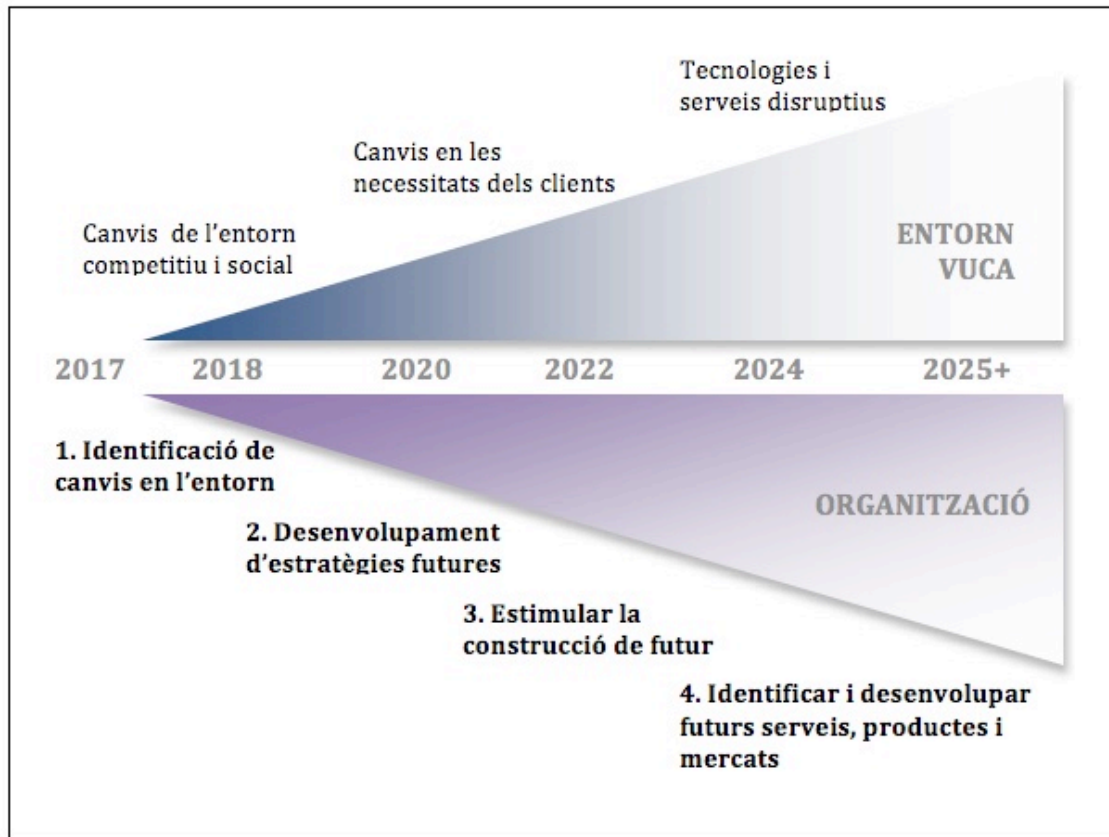 Tecnologies i
serveis disruptius
Canvis en les
necessitats dels clients
Canvis de l'entorn
competitiu i social
ENTORN
VUCA
2017 2018 2020 2022 2024 2025+
1. Identificació de
canvis en l'entorn
ORGANITZACIÓ
2. Desenvolupament
d'estratègies futures
3. Estimular la
construcció de futur
4. Identificar i desenvolupar
futurs serveis, productes i
mercats